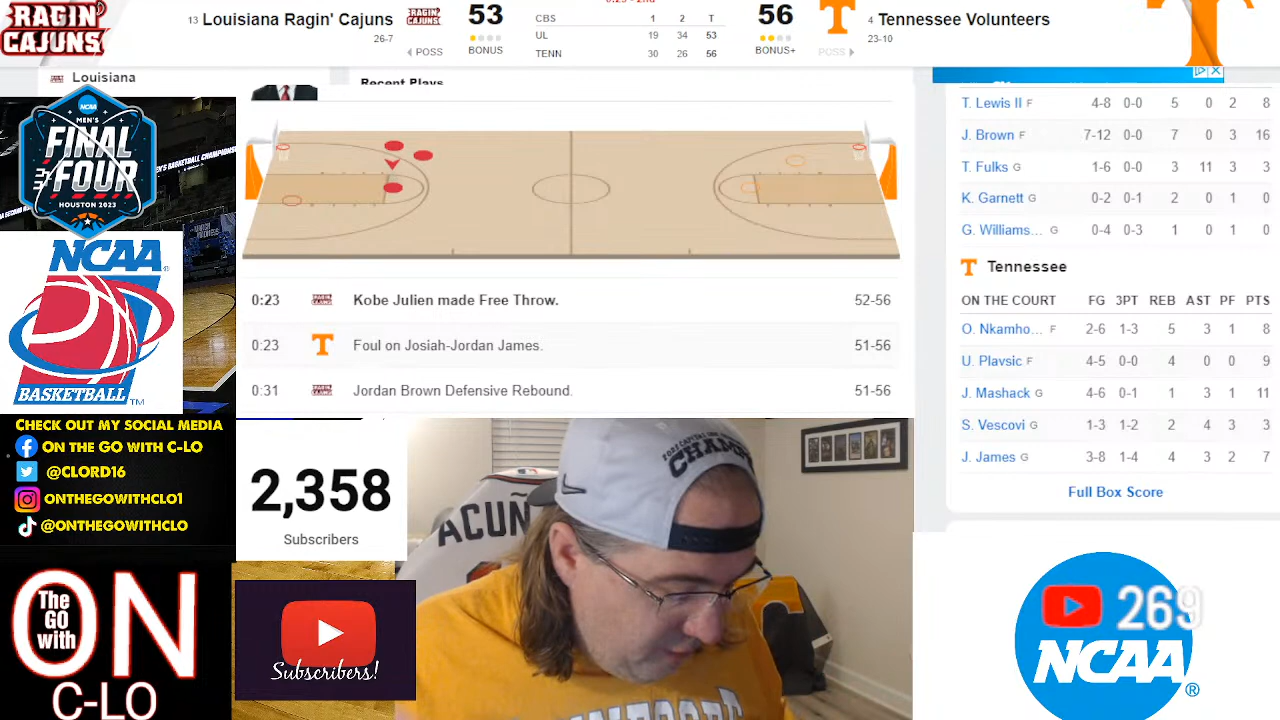 RAGIN'
CAJUNS
13 Louisiana Ragin' Cajuns
26-7
RAGIN'
CAJUNS
POSS
53
BONUS
CBS 1 2 T
UL 19 34 53
TENN 30 26 56
56
BONUS+
POSS
4 Tennessee Volunteers
23-10
Louisiana
Recent Plays
NCAA
MEN'S
FINAL
FOUR
HOUSTON 2023
NCAA
BASKETBALL™
CHECK OUT MY SOCIAL MEDIA
ON THE GO WITH C-LO
@CLORD16
ONTHEGOWITHCLO1
@ONTHEGOWITHCLO
The
GO
with
ON
C-LO
0:23 Kobe Julien made Free Throw. 52-56
0:23 Foul on Josiah-Jordan James. 51-56
0:31 Jordan Brown Defensive Rebound. 51-56
2,358
Subscribers
Subscribers!
ACUÑ
CHAMP
T. Lewis II F 4-8 0-0 5 0 2 8
J. Brown F 7-12 0-0 7 0 3 16
T. Fulks G 1-6 0-0 3 11 3 3
K. Garnett G 0-2 0-1 2 0 1 0
G. Williams... G 0-4 0-3 1 0 1 0
Tennessee
ON THE COURT FG 3PT REB AST PF PTS
O. Nkamho... F 2-6 1-3 5 3 1 8
U. Plavsic F 4-5 0-0 4 0 0 9
J. Mashack G 4-6 0-1 1 3 1 11
S. Vescovi G 1-3 1-2 2 4 3 3
J. James G 3-8 1-4 4 3 2 7
Full Box Score
269
NCAA®